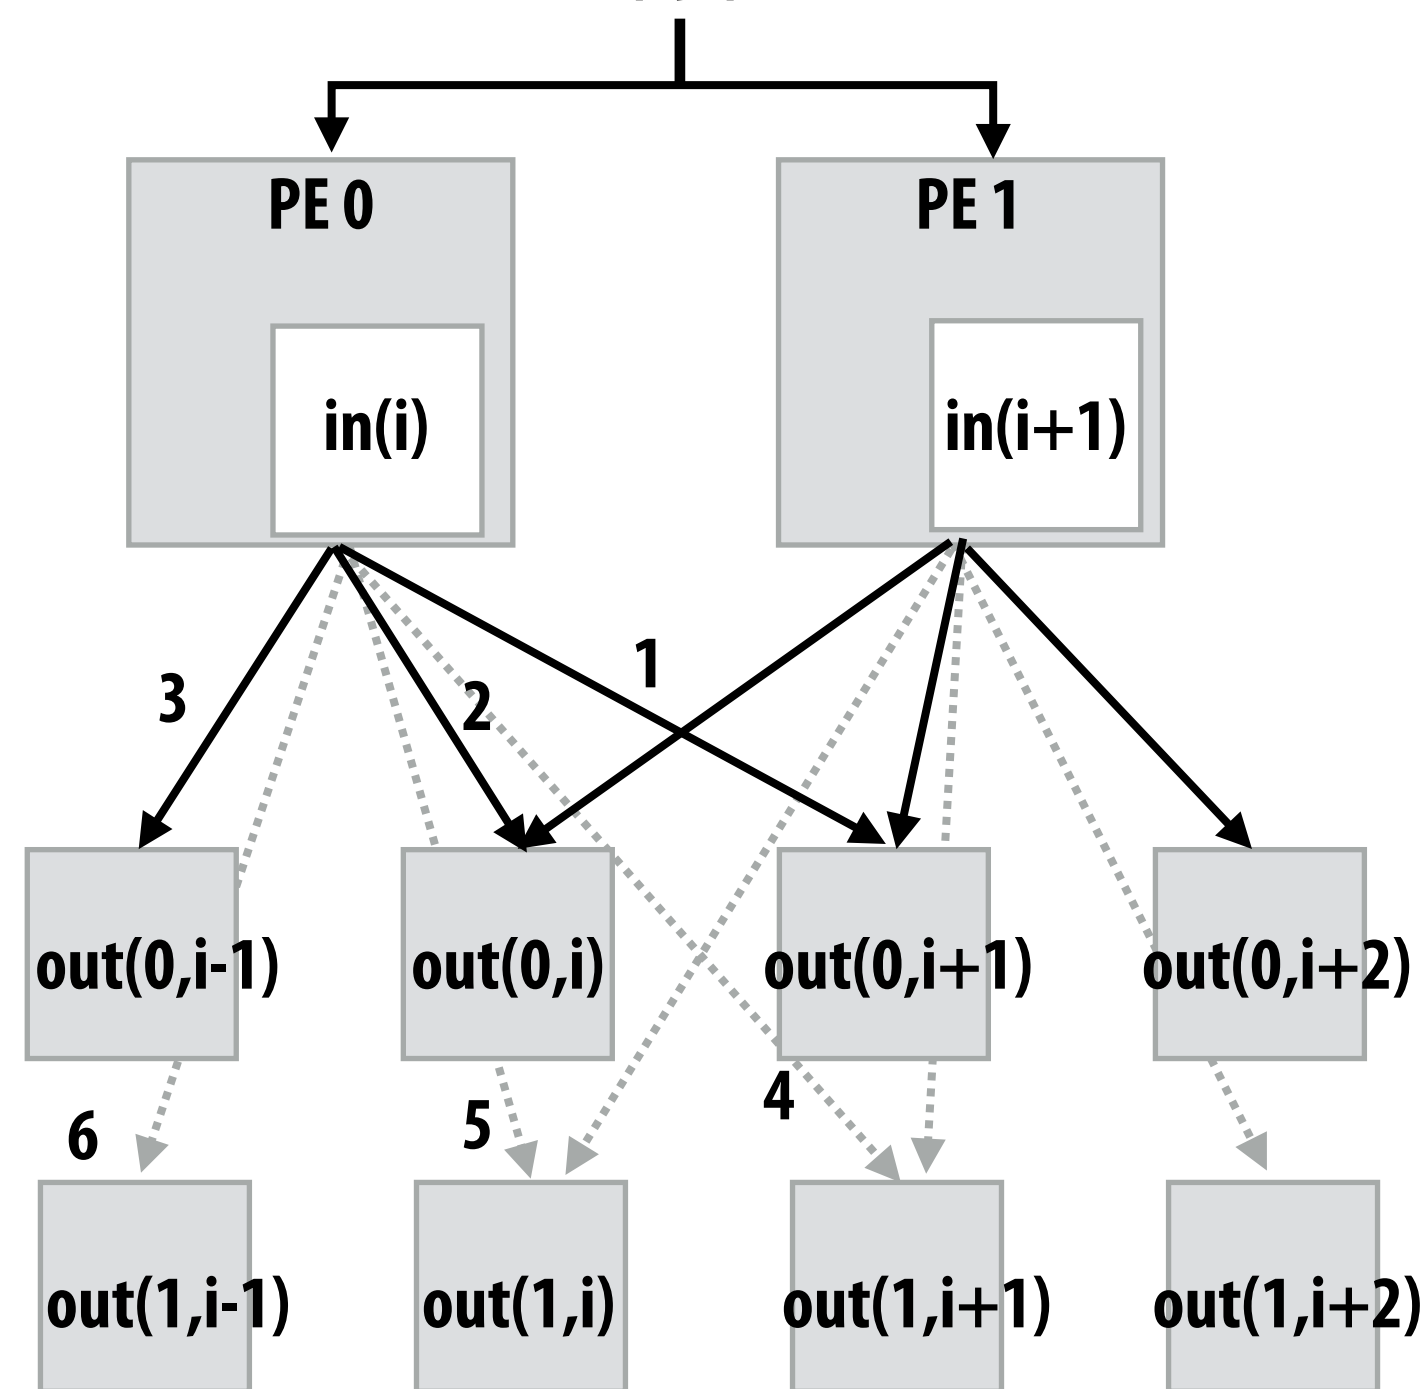 PE 0
PE 1
in(i)
in(i+1)
1
3
2
out(0,i-1)
out(0,i)
out(0,i+1)
out(0,i+2)
4
5
6
out(1,i-1)
out(1,i)
out(1,i+1)
out(1,i+2)